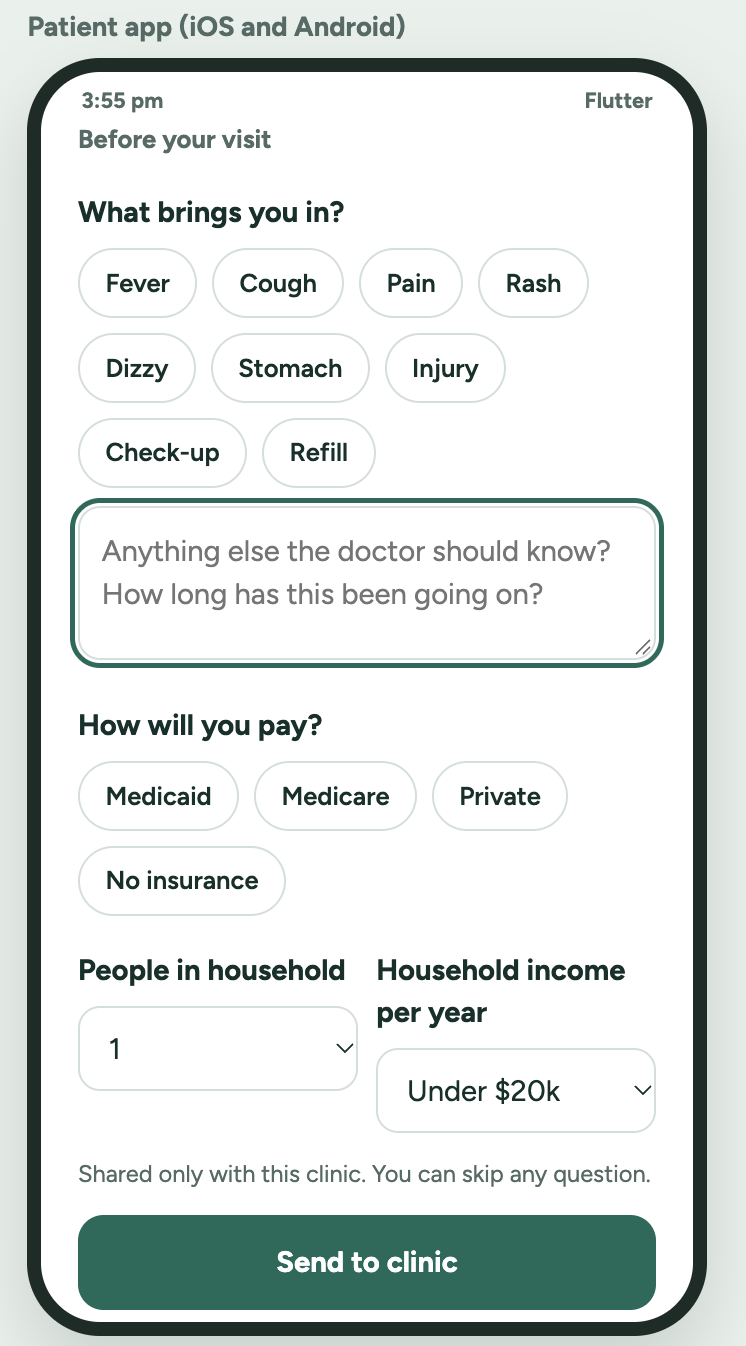 Patient app (iOS and Android)
3:55 pm Flutter
Before your visit
What brings you in?
Fever Cough Pain Rash
Dizzy Stomach Injury
Check-up Refill
Anything else the doctor should know?
How long has this been going on?
How will you pay?
Medicaid Medicare Private
No insurance
People in household
1
Household income
per year
Under $20k
Shared only with this clinic. You can skip any question.
Send to clinic